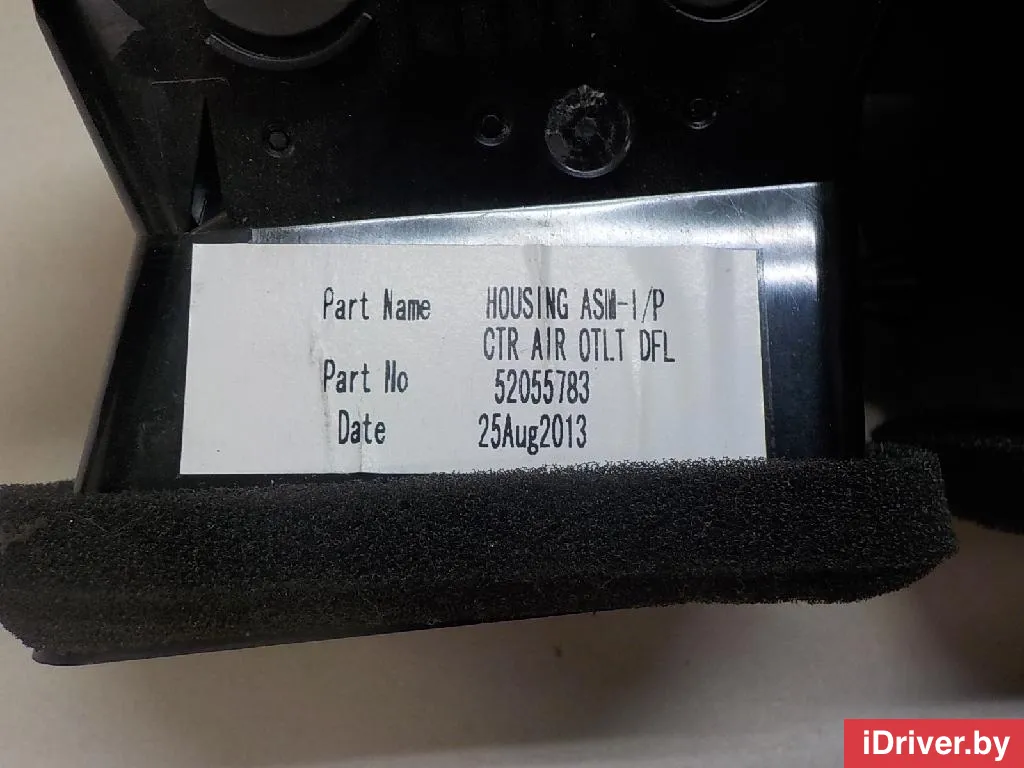 Part Name HOUSING ASM-I/P
CTR AIR OTLT DFL
Part No 52055783
Date 25Aug2013
iDriver.by